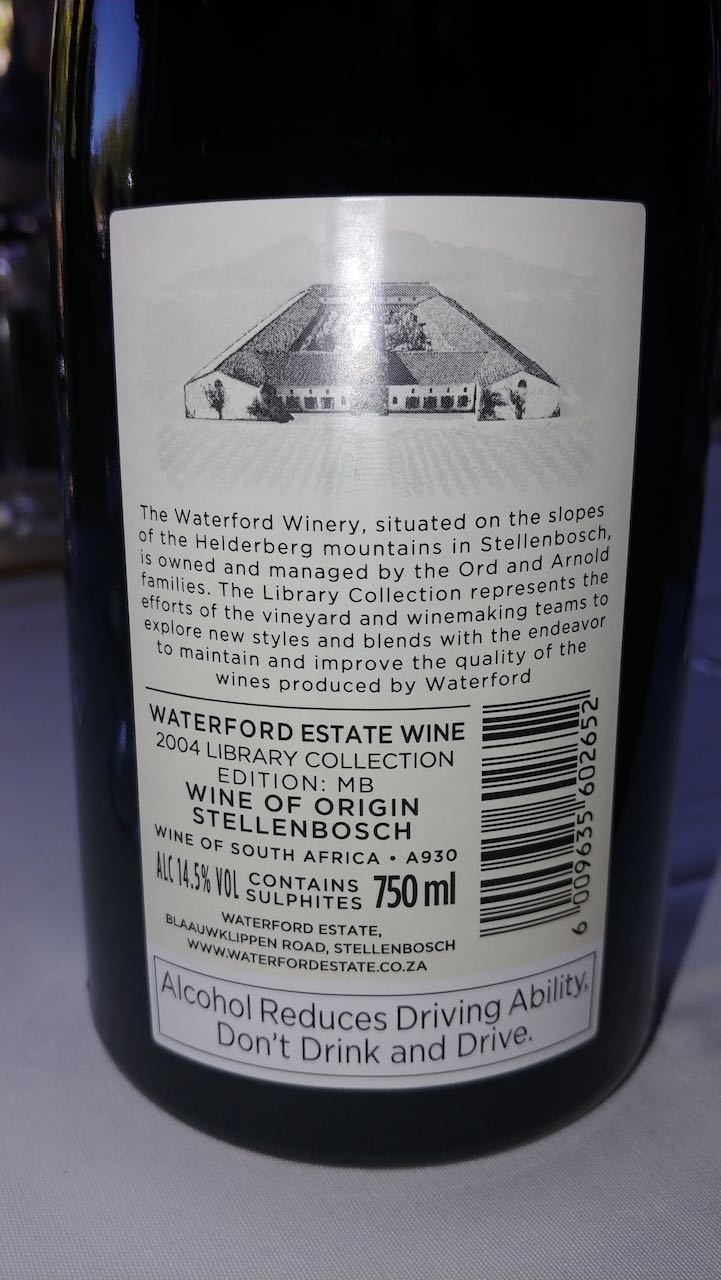 The Waterford Winery, situated on the slopes
of the Helderberg mountains in Stellenbosch,
is owned and managed by the Ord and Arnold
families. The Library Collection represents the
efforts of the vineyard and winemaking teams to
explore new styles and blends with the endeavor
to maintain and improve the quality of the
wines produced by Waterford
WATERFORD ESTATE WINE
2004 LIBRARY COLLECTION
EDITION: MB
WINE OF ORIGIN
STELLENBOSCH
WINE OF SOUTH AFRICA • A930
ALC 14.5% VOL CONTAINS SULPHITES 750 ml
WATERFORD ESTATE,
BLAAUWKLIPPEN ROAD, STELLENBOSCH
WWW.WATERFORDESTATE.CO.ZA
6 009635 602652
Alcohol Reduces Driving Ability,
Don't Drink and Drive.